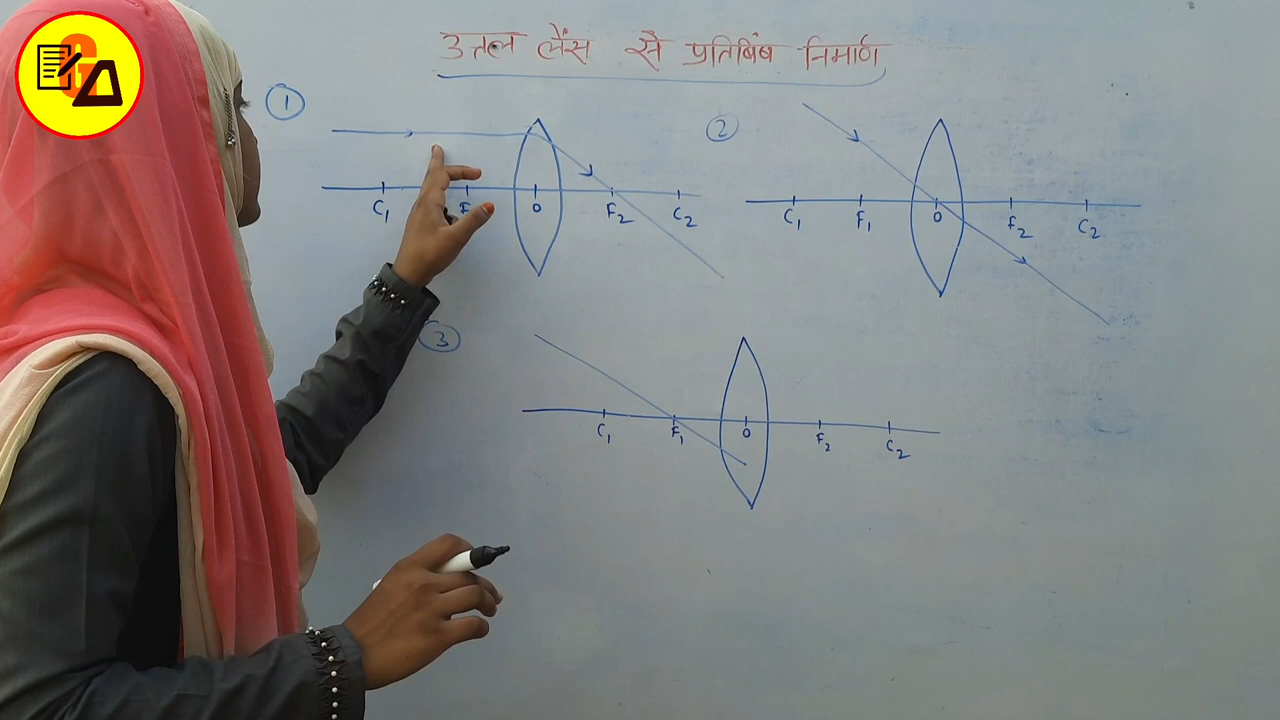 उत्तल लैंस से प्रतिबिंब निमार्ण
①
C₁ F O F₂ C₂
②
C₁ F₁ O F₂ C₂
③
C₁ F₁ O F₂ C₂